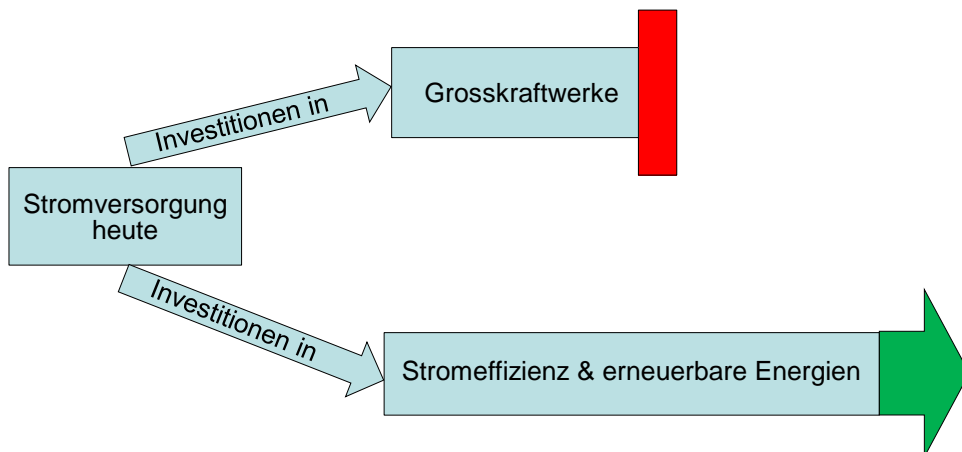 Investitionen in
Grosskraftwerke
Stromversorgung
heute
Investitionen in
Stromeffizienz & erneuerbare Energien